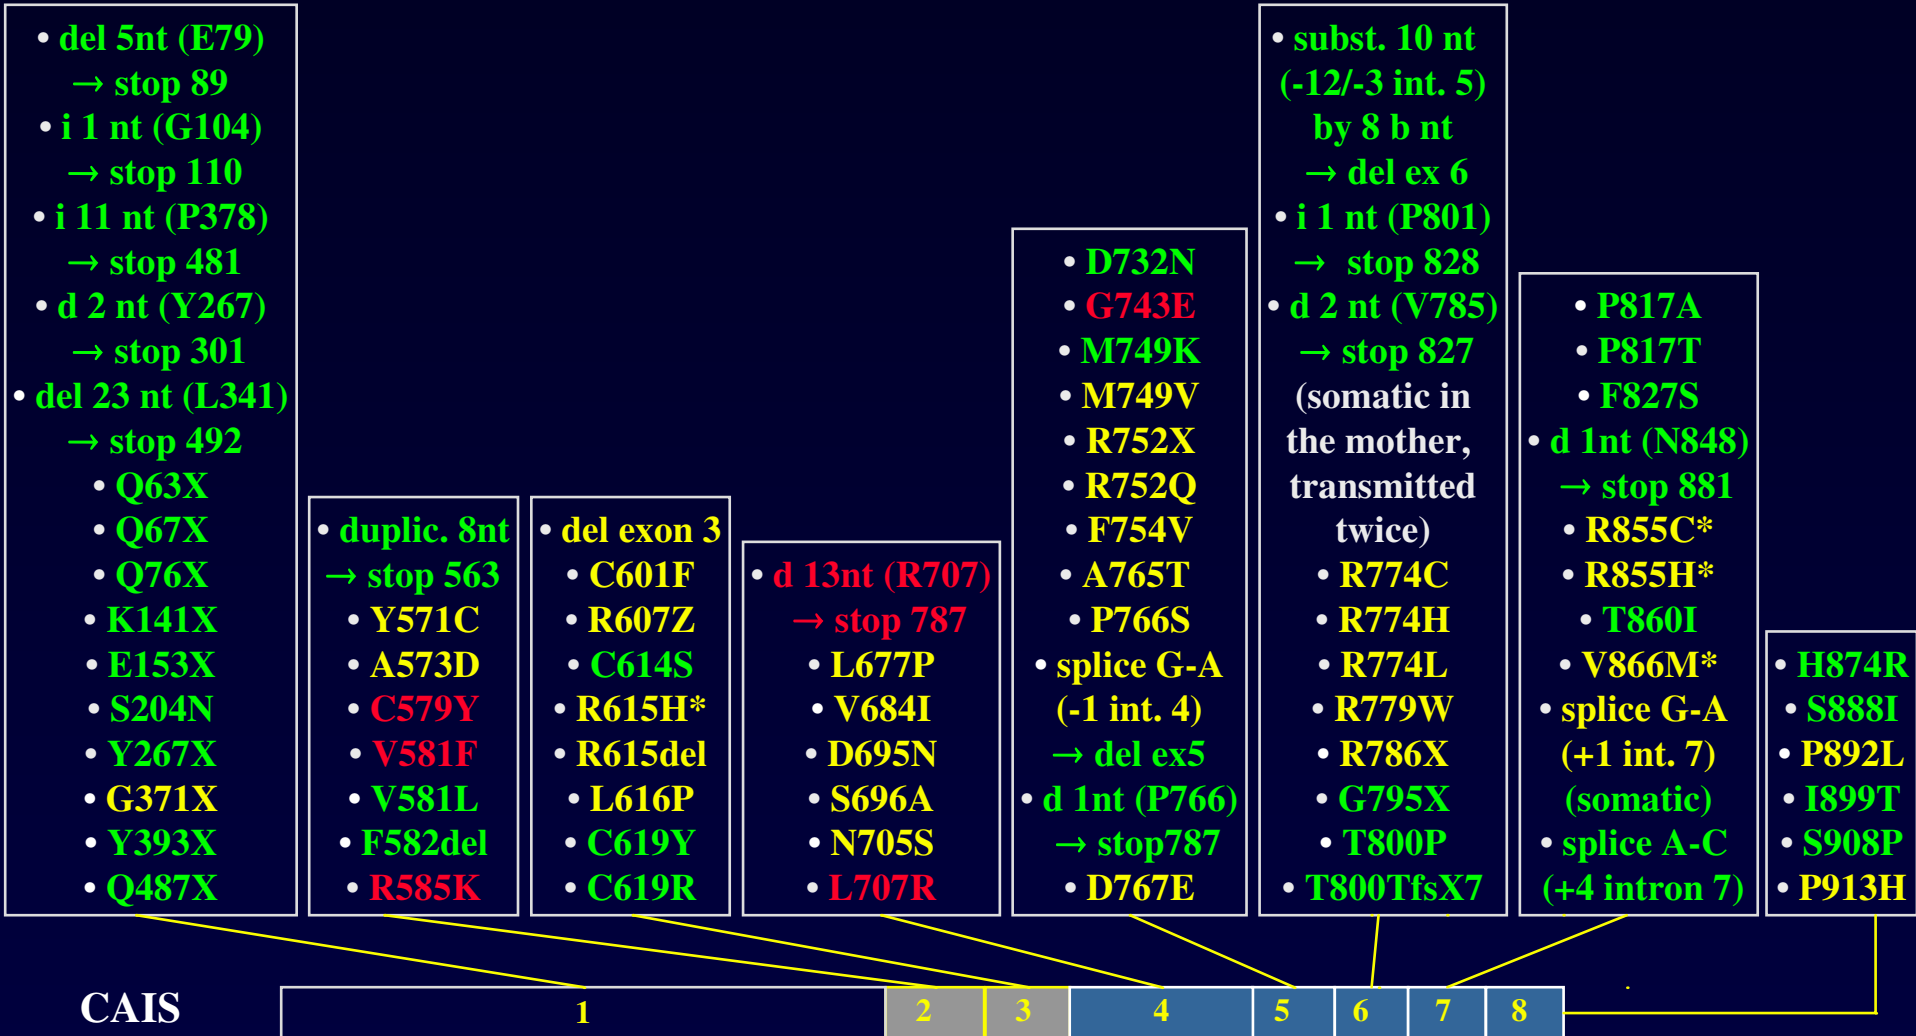 • del 5nt (E79)
→ stop 89
• i 1 nt (G104)
→ stop 110
• i 11 nt (P378)
→ stop 481
• d 2 nt (Y267)
→ stop 301
• del 23 nt (L341)
→ stop 492
• Q63X
• Q67X
• Q76X
• K141X
• E153X
• S204N
• Y267X
• G371X
• Y393X
• Q487X
• duplic. 8nt
→ stop 563
• Y571C
• A573D
• C579Y
• V581F
• V581L
• F582del
• R585K
• del exon 3
• C601F
• R607Z
• C614S
• R615H*
• R615del
• L616P
• C619Y
• C619R
• d 13nt (R707)
→ stop 787
• L677P
• V684I
• D695N
• S696A
• N705S
• L707R
• D732N
• G743E
• M749K
• M749V
• R752X
• R752Q
• F754V
• A765T
• P766S
• splice G-A
(-1 int. 4)
→ del ex5
• d 1nt (P766)
→ stop787
• D767E
• subst. 10 nt
(-12/-3 int. 5)
by 8 b nt
→ del ex 6
• i 1 nt (P801)
→ stop 828
• d 2 nt (V785)
→ stop 827
(somatic in
the mother,
transmitted
twice)
• R774C
• R774H
• R774L
• R779W
• R786X
• G795X
• T800P
• T800TfsX7
• P817A
• P817T
• F827S
• d 1nt (N848)
→ stop 881
• R855C*
• R855H*
• T860I
• V866M*
• splice G-A
(+1 int. 7)
(somatic)
• splice A-C
(+4 intron 7)
• H874R
• S888I
• P892L
• I899T
• S908P
• P913H
CAIS 1 2 3 4 5 6 7 8